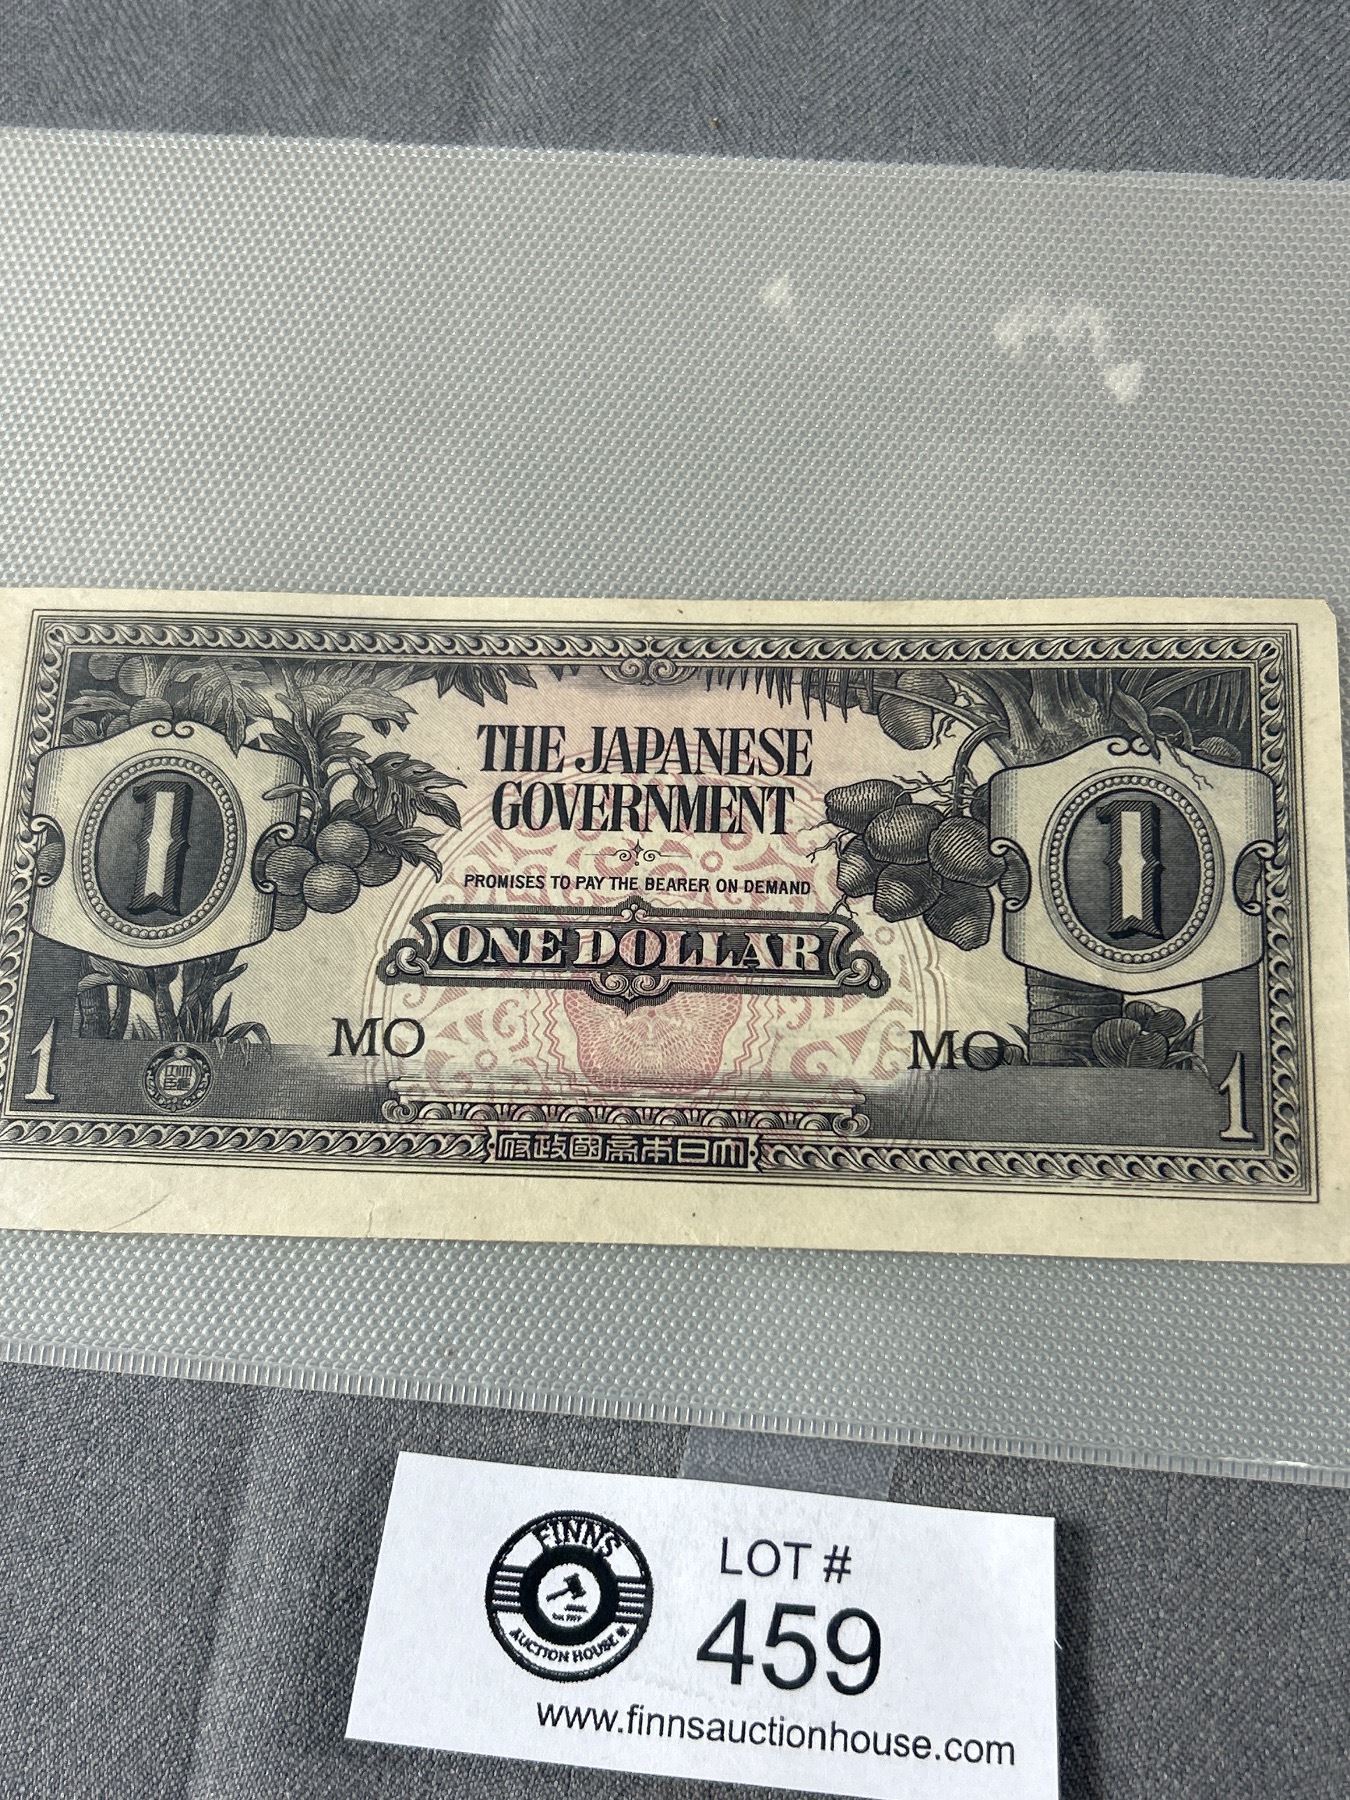 THE JAPANESE
GOVERNMENT
PROMISES TO PAY THE BEARER ON DEMAND
ONE DOLLAR
1
1
MO
MO
1
1
府政國帝本日大
FINNS
AUCTION HOUSE
LOT #
459
www.finnsauctionhouse.com